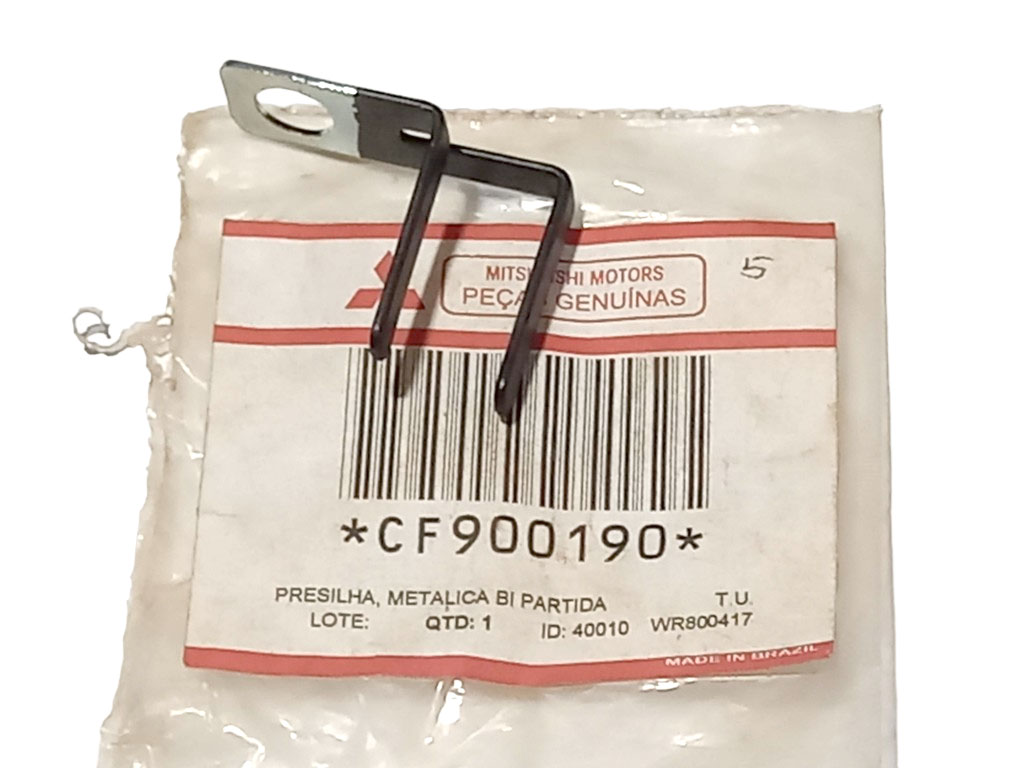 MITSUBISHI MOTORS
PEÇAS GENUÍNAS
5
*CF900190*
PRESILHA, METALICA BI PARTIDA T.U.
LOTE: QTD: 1 ID: 40010 WR800417
MADE IN BRAZIL